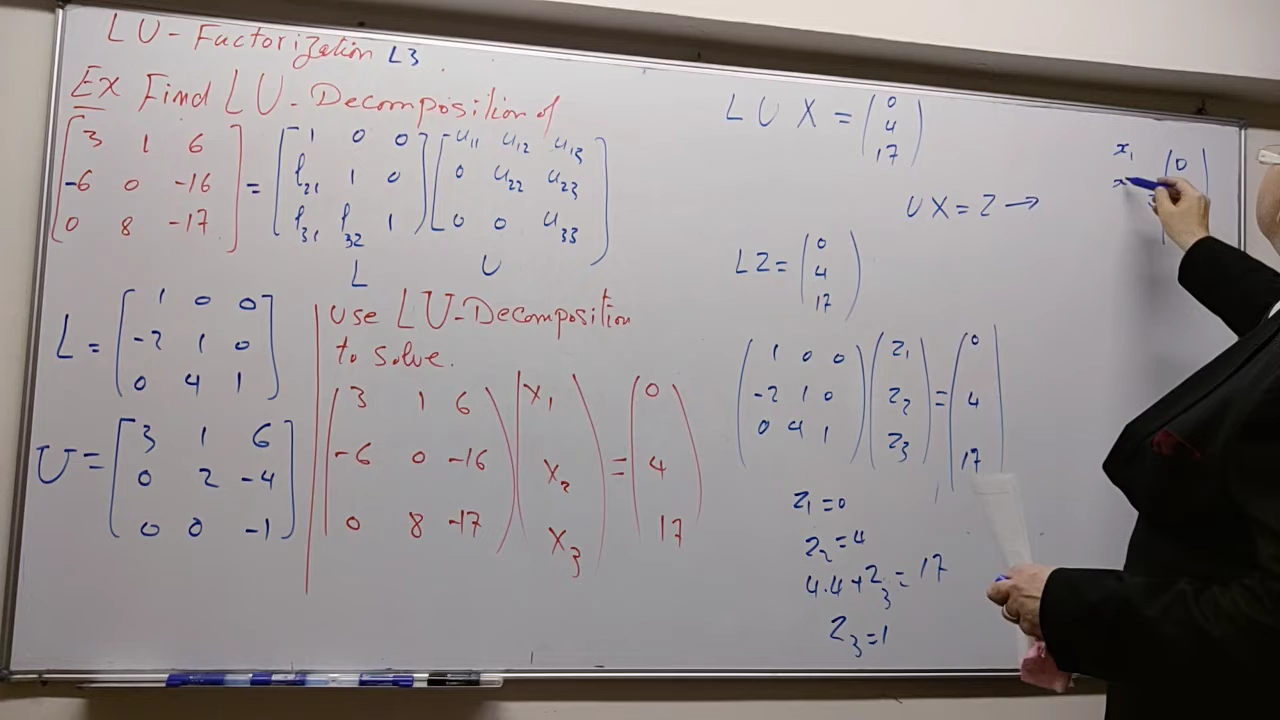 LU-Factorization L3
Ex Find LU-Decomposition of
[3 1 6; -6 0 -16; 0 8 -17] = [1 0 0; l21 1 0; l31 l32 1] [u11 u12 u13; 0 u22 u23; 0 0 u33]
L U
L = [1 0 0; -2 1 0; 0 4 1]
U = [3 1 6; 0 2 -4; 0 0 -1]
Use LU-Decomposition
to solve.
(3 1 6; -6 0 -16; 0 8 -17) (x1; x2; x3) = (0; 4; 17)
LUX = (0; 4; 17)
UX = Z →
LZ = (0; 4; 17)
(1 0 0; -2 1 0; 0 4 1) (z1; z2; z3) = (0; 4; 17)
z1 = 0
z2 = 4
4.4 + z3 = 17
z3 = 1
x1
x
0